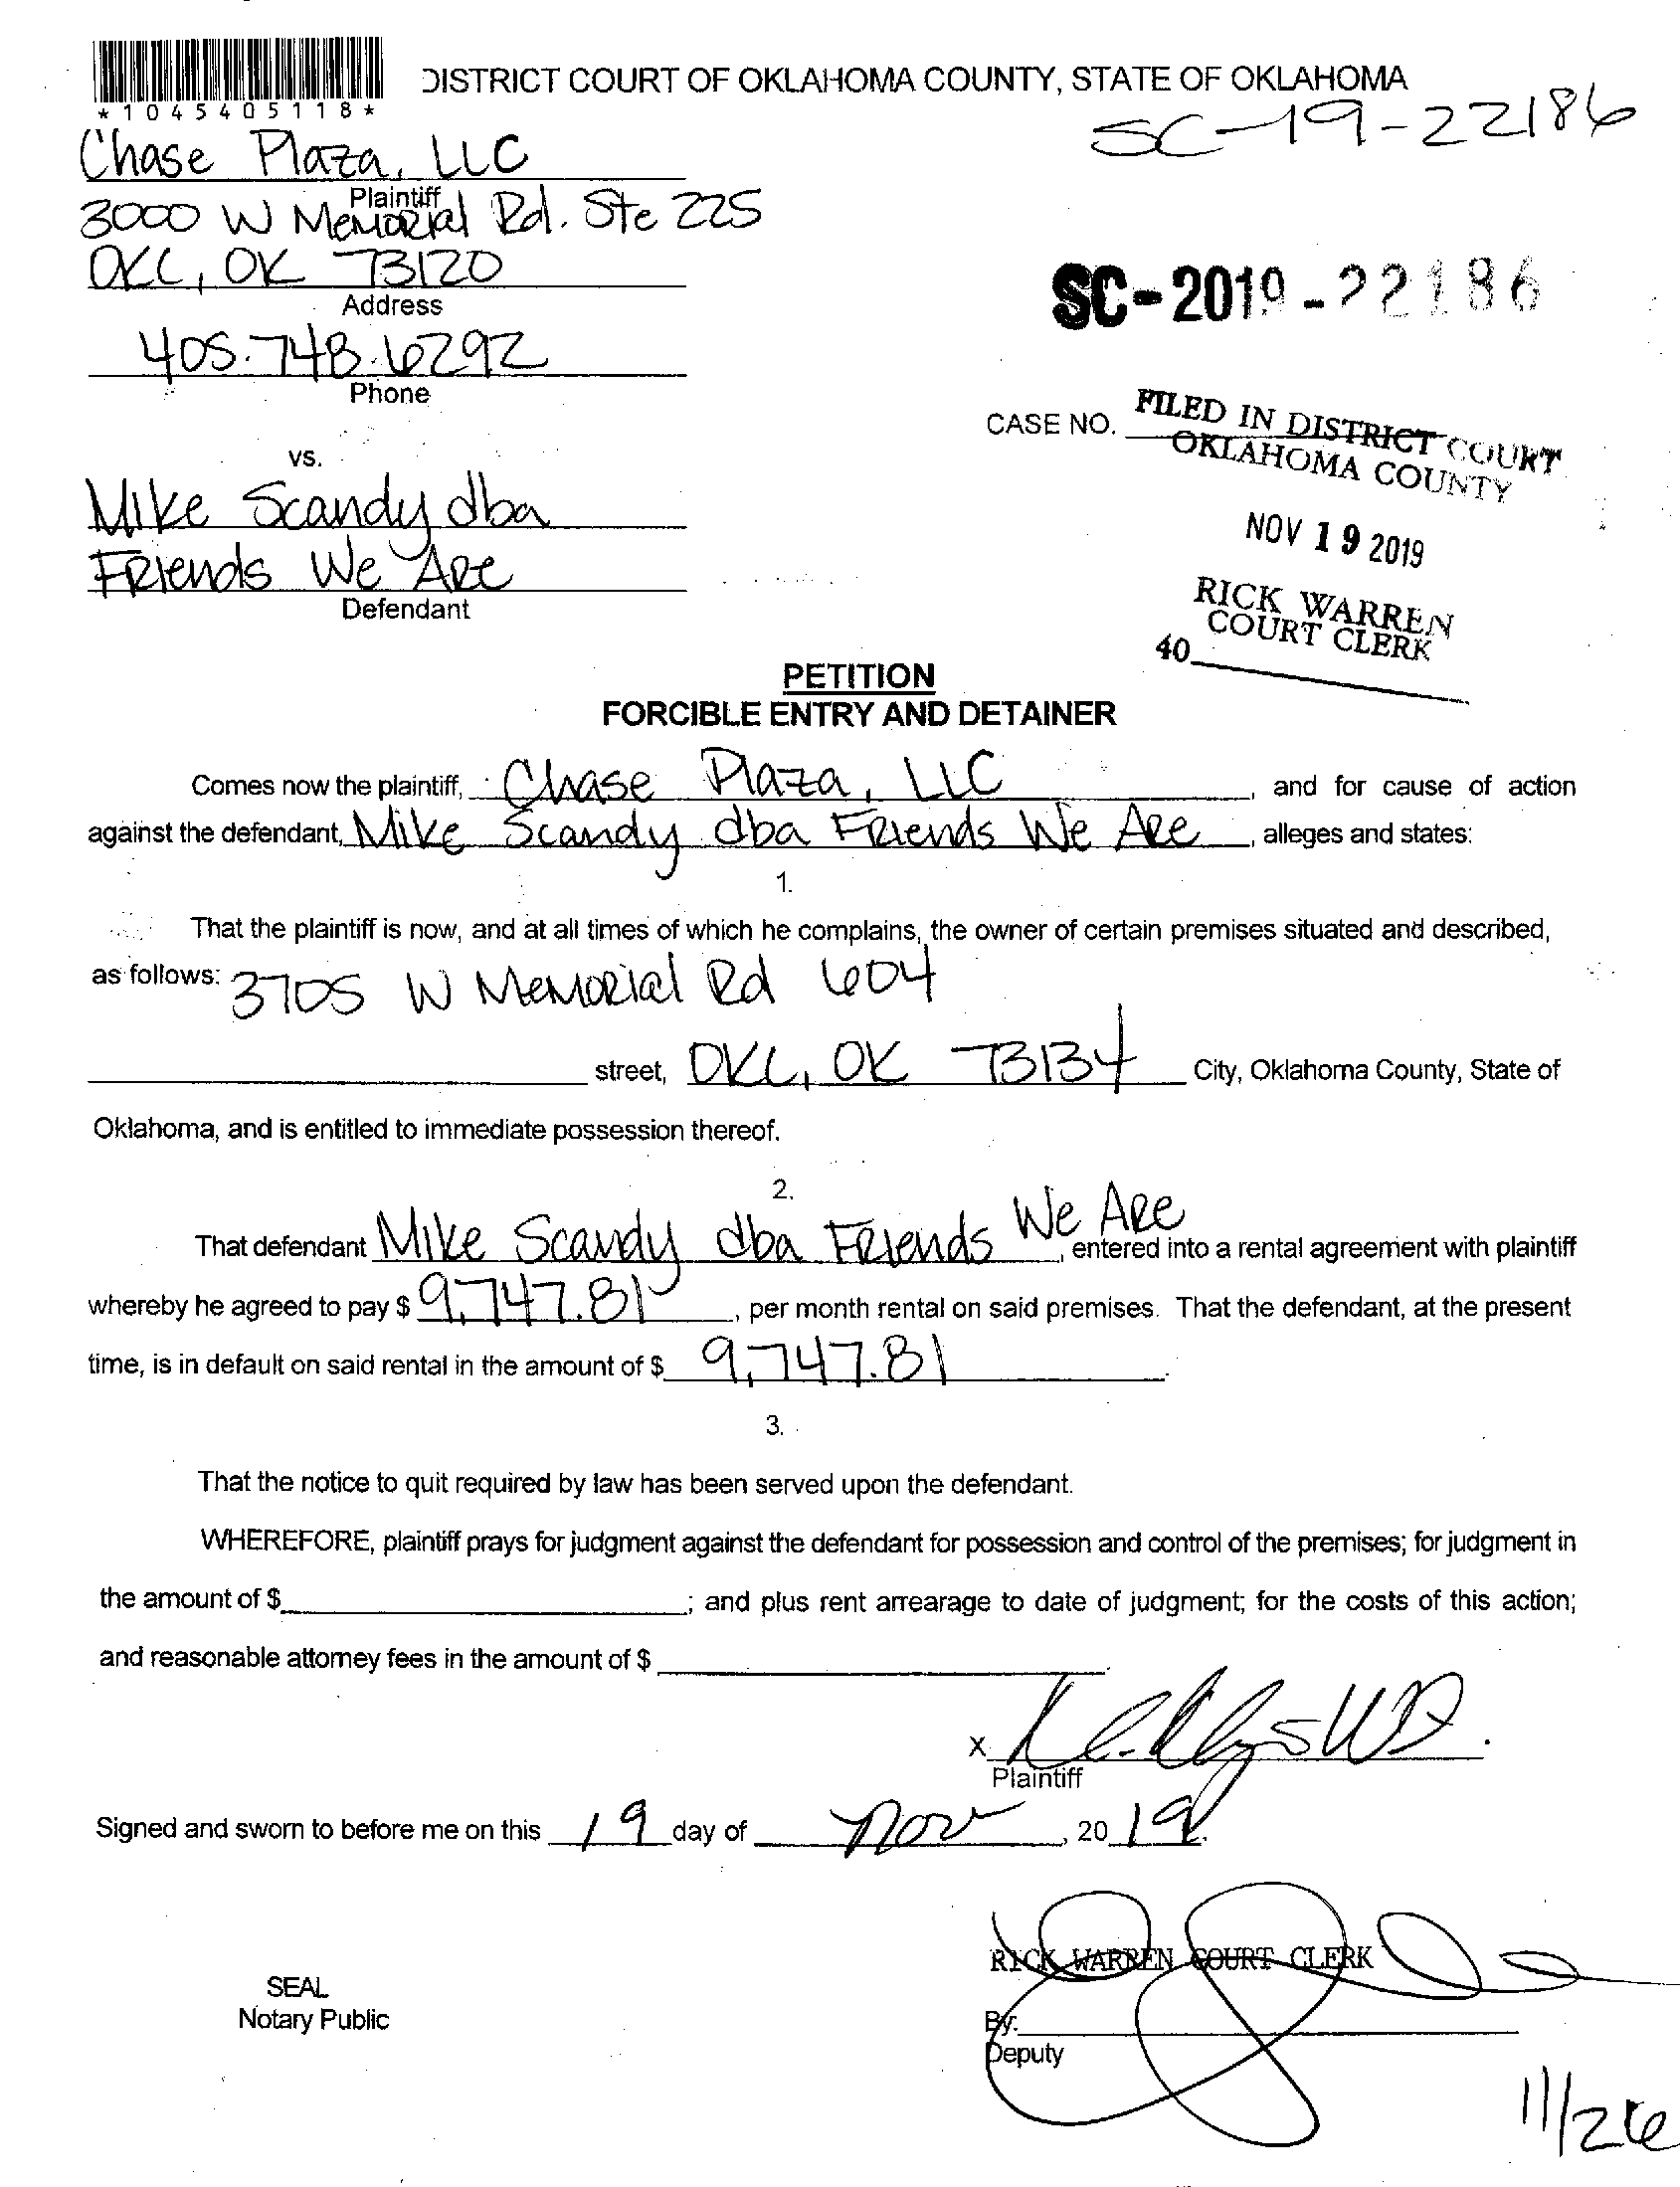 *1045405118*
DISTRICT COURT OF OKLAHOMA COUNTY, STATE OF OKLAHOMA
SC-19-22186
Chase Plaza, LLC
Plaintiff
3000 W Memorial Rd. Ste 225
OKC, OK 73120
Address
SC-2019-22186
405.748.6292
Phone
CASE NO.
FILED IN DISTRICT COURT
OKLAHOMA COUNTY
vs.
Mike Scandy dba
Friends We Are
Defendant
NOV 19 2019
RICK WARREN
COURT CLERK
40
PETITION
FORCIBLE ENTRY AND DETAINER
Comes now the plaintiff, Chase Plaza, LLC, and for cause of action
against the defendant, Mike Scandy dba Friends We Are, alleges and states:
1.
That the plaintiff is now, and at all times of which he complains, the owner of certain premises situated and described,
as follows: 3705 W Memorial Rd 604
street, OKC, OK 73134 City, Oklahoma County, State of
Oklahoma, and is entitled to immediate possession thereof.
2.
That defendant Mike Scandy dba Friends We Are, entered into a rental agreement with plaintiff
whereby he agreed to pay $ 9,747.81, per month rental on said premises. That the defendant, at the present
time, is in default on said rental in the amount of $ 9,747.81.
3.
That the notice to quit required by law has been served upon the defendant.
WHEREFORE, plaintiff prays for judgment against the defendant for possession and control of the premises; for judgment in
the amount of $ ; and plus rent arrearage to date of judgment; for the costs of this action;
and reasonable attorney fees in the amount of $
X
Plaintiff
Signed and sworn to before me on this 19 day of Nov, 2019.
RICK WARREN COURT CLERK
SEAL
Notary Public
By:
Deputy
11/26